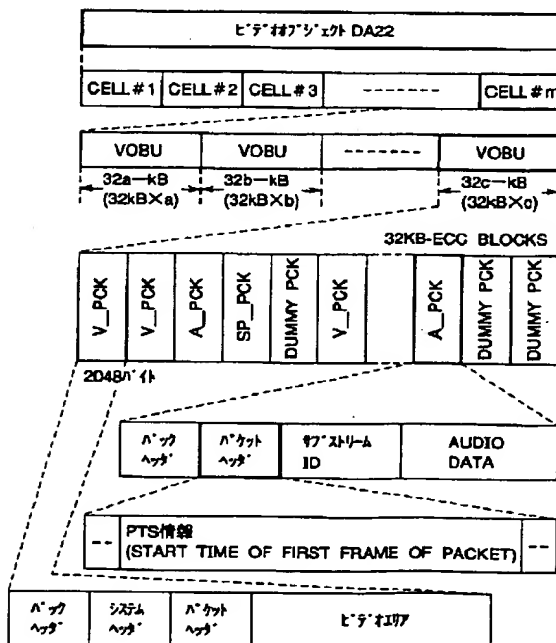 ビデオオブジェクト DA22
CELL#1 CELL#2 CELL#3 CELL#m
VOBU VOBU VOBU
32a—kB 32b—kB 32c—kB
(32kB×a) (32kB×b) (32kB×c)
32KB-ECC BLOCKS
V_PCK V_PCK A_PCK SP_PCK DUMMY PCK V_PCK A_PCK DUMMY PCK DUMMY PCK
2048バイト
パック パケット サブストリーム AUDIO
ヘッダ ヘッダ ID DATA
-- PTS情報 --
(START TIME OF FIRST FRAME OF PACKET)
パック システム パケット ビデオエリア
ヘッダ ヘッダ ヘッダ